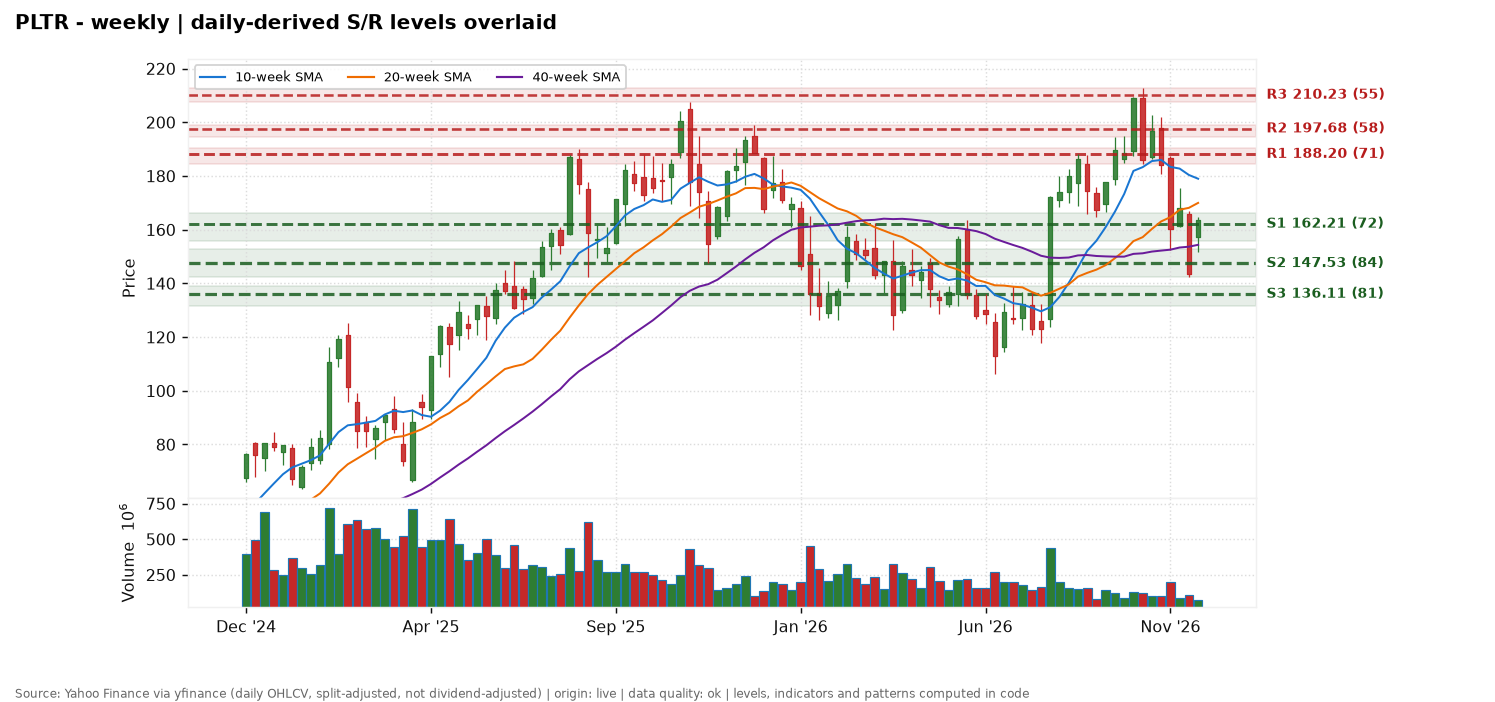 PLTR - weekly | daily-derived S/R levels overlaid
10-week SMA
20-week SMA
40-week SMA
Price
220
200
180
160
140
120
100
80
R3 210.23 (55)
R2 197.68 (58)
R1 188.20 (71)
S1 162.21 (72)
S2 147.53 (84)
S3 136.11 (81)
Volume 10⁶
750
500
250
Dec '24
Apr '25
Sep '25
Jan '26
Jun '26
Nov '26
Source: Yahoo Finance via yfinance (daily OHLCV, split-adjusted, not dividend-adjusted) | origin: live | data quality: ok | levels, indicators and patterns computed in code